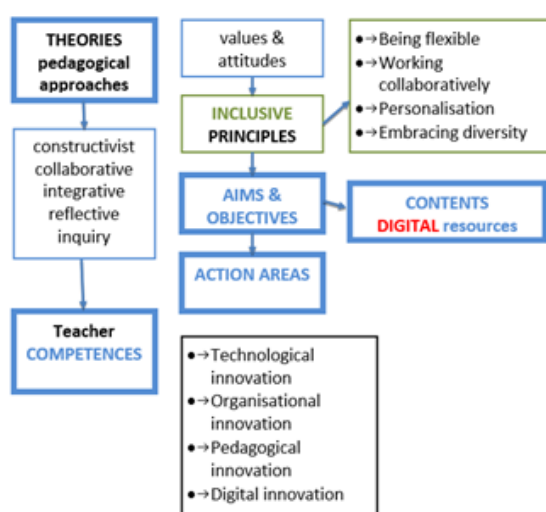 THEORIES
pedagogical
approaches
constructivist
collaborative
integrative
reflective
inquiry
Teacher
COMPETENCES
values &
attitudes
INCLUSIVE
PRINCIPLES
●→Being flexible
●→Working
collaboratively
●→Personalisation
●→Embracing diversity
AIMS &
OBJECTIVES
CONTENTS
DIGITAL resources
ACTION AREAS
●→Technological
innovation
●→Organisational
innovation
●→Pedagogical
innovation
●→Digital innovation